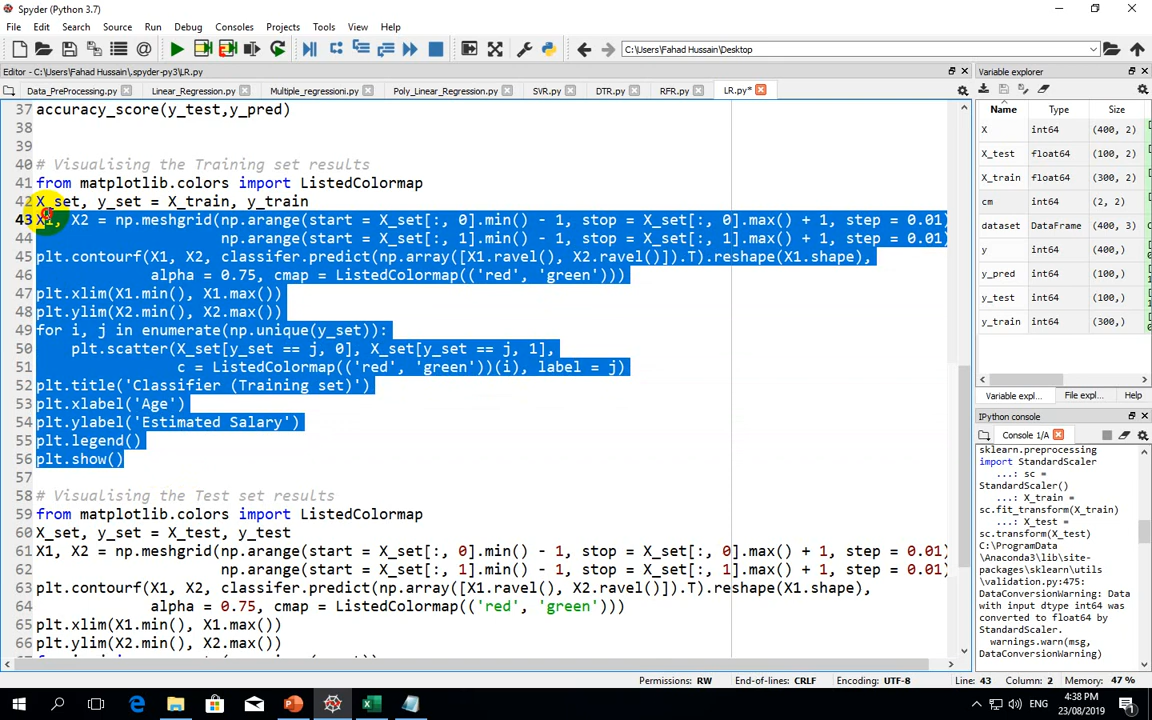 Spyder (Python 3.7)
File Edit Search Source Run Debug Consoles Projects Tools View Help
C:\Users\Fahad Hussain\Desktop
Editor - C:\Users\Fahad Hussain\.spyder-py3\LR.py
Data_PreProcessing.py Linear_Regression.py Multiple_regressioni.py Poly_Linear_Regression.py SVR.py DTR.py RFR.py LR.py*
37 accuracy_score(y_test,y_pred)
38
39
40 # Visualising the Training set results
41 from matplotlib.colors import ListedColormap
42 X_set, y_set = X_train, y_train
43 X1, X2 = np.meshgrid(np.arange(start = X_set[:, 0].min() - 1, stop = X_set[:, 0].max() + 1, step = 0.01)
44 np.arange(start = X_set[:, 1].min() - 1, stop = X_set[:, 1].max() + 1, step = 0.01)
45 plt.contourf(X1, X2, classifer.predict(np.array([X1.ravel(), X2.ravel()]).T).reshape(X1.shape),
46 alpha = 0.75, cmap = ListedColormap(('red', 'green')))
47 plt.xlim(X1.min(), X1.max())
48 plt.ylim(X2.min(), X2.max())
49 for i, j in enumerate(np.unique(y_set)):
50 plt.scatter(X_set[y_set == j, 0], X_set[y_set == j, 1],
51 c = ListedColormap(('red', 'green'))(i), label = j)
52 plt.title('Classifier (Training set)')
53 plt.xlabel('Age')
54 plt.ylabel('Estimated Salary')
55 plt.legend()
56 plt.show()
57
58 # Visualising the Test set results
59 from matplotlib.colors import ListedColormap
60 X_set, y_set = X_test, y_test
61 X1, X2 = np.meshgrid(np.arange(start = X_set[:, 0].min() - 1, stop = X_set[:, 0].max() + 1, step = 0.01)
62 np.arange(start = X_set[:, 1].min() - 1, stop = X_set[:, 1].max() + 1, step = 0.01)
63 plt.contourf(X1, X2, classifer.predict(np.array([X1.ravel(), X2.ravel()]).T).reshape(X1.shape),
64 alpha = 0.75, cmap = ListedColormap(('red', 'green')))
65 plt.xlim(X1.min(), X1.max())
66 plt.ylim(X2.min(), X2.max())
Variable explorer
Name Type Size
X int64 (400, 2)
X_test float64 (100, 2)
X_train float64 (300, 2)
cm int64 (2, 2)
dataset DataFrame (400, 3)
y int64 (400,)
y_pred int64 (100,)
y_test int64 (100,)
y_train int64 (300,)
Variable expl... File expl... Help
IPython console
Console 1/A
sklearn.preprocessing
import StandardScaler
...: sc =
StandardScaler()
...: X_train =
sc.fit_transform(X_train)
...: X_test =
sc.transform(X_test)
C:\ProgramData
\Anaconda3\lib\site-
packages\sklearn\utils
\validation.py:475:
DataConversionWarning: Data
with input dtype int64 was
converted to float64 by
StandardScaler.
warnings.warn(msg,
DataConversionWarning)
Permissions: RW End-of-lines: CRLF Encoding: UTF-8 Line: 43 Column: 2 Memory: 47 %
ENG 4:38 PM
23/08/2019